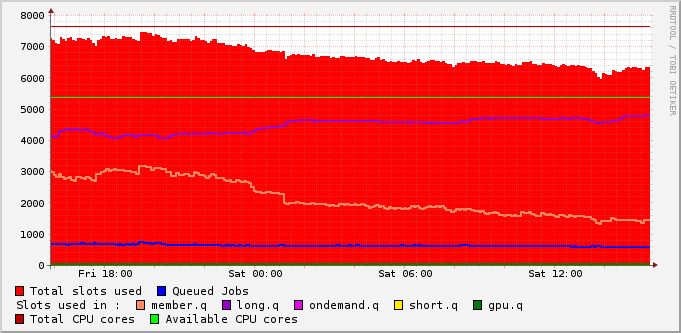 8000
7000
6000
5000
4000
3000
2000
1000
0
Fri 18:00 Sat 00:00 Sat 06:00 Sat 12:00
Total slots used Queued Jobs
Slots used in : member.q long.q ondemand.q short.q gpu.q
Total CPU cores Available CPU cores
RRDTOOL / TOBI OETIKER